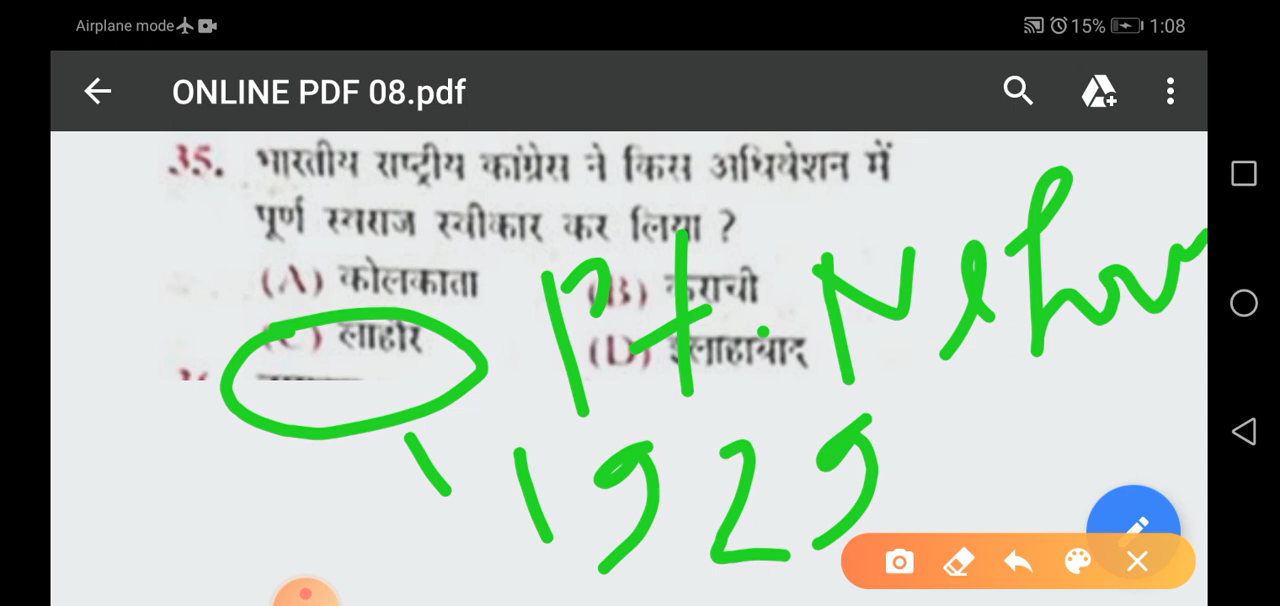 Airplane mode 15% 1:08
ONLINE PDF 08.pdf
35. भारतीय राष्ट्रीय कांग्रेस ने किस अधिवेशन में
पूर्ण स्वराज स्वीकार कर लिया ?
(A) कोलकाता (B) कराची
(C) लाहौर (D) इलाहाबाद
Pt. Nehru
1929